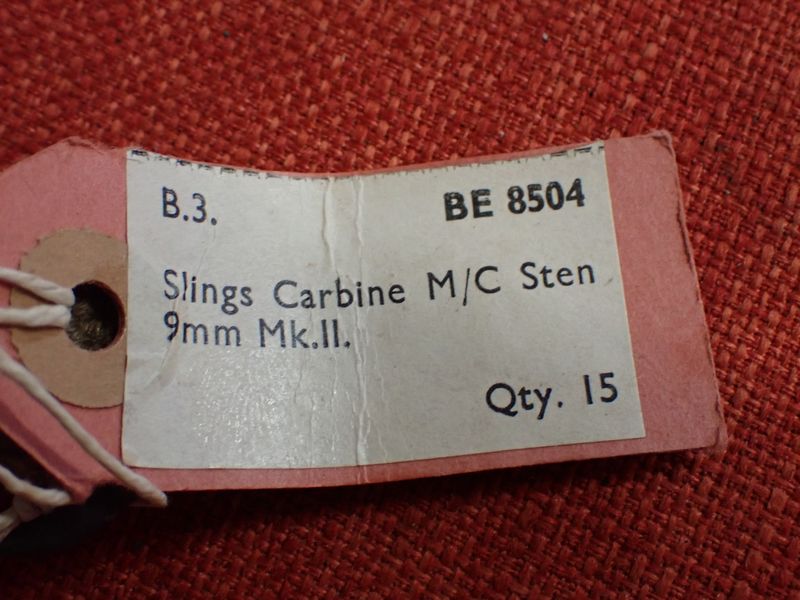 B.3. BE 8504
Slings Carbine M/C Sten
9mm Mk.II.
Qty. 15